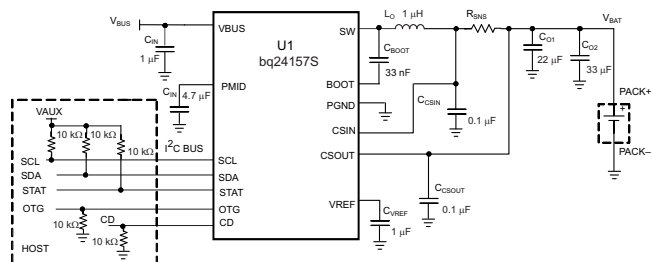 VBUS
VBUS
CIN
1 μF
CIN
4.7 μF
PMID
U1
bq24157S
SW
LO 1 μH
RSNS
VBAT
CBOOT
33 nF
BOOT
PGND
CSIN
CCSIN
0.1 μF
CO1
22 μF
CO2
33 μF
PACK+
+
PACK–
CSOUT
CCSOUT
0.1 μF
VREF
CVREF
1 μF
VAUX
10 kΩ
10 kΩ
10 kΩ
I2C BUS
SCL
SCL
SDA
SDA
STAT
STAT
OTG
OTG
10 kΩ
CD
CD
10 kΩ
HOST